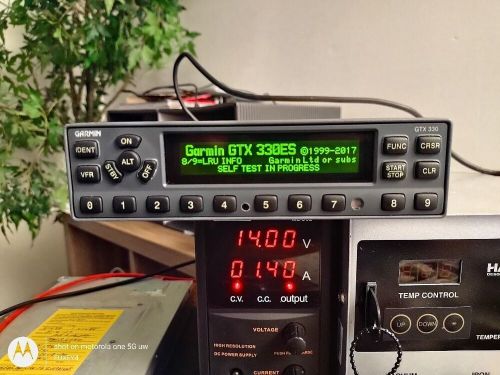 GARMIN
GTX 330
IDENT
ON
ALT
STBY
OFF
VFR
Garmin GTX 330ES ©1999-2017
8/9=LRU INFO Garmin Ltd or subs
SELF TEST IN PROGRESS
FUNC
CRSR
START
STOP
CLR
0 1 2 3 4 5 6 7 8 9
14.00 V
01.40 A
c.v. c.c. output
VOLTAGE
HIGH RESOLUTION
DC POWER SUPPLY
CURRENT
HA
TEMP CONTROL
UP
DOWN
IRON
shot on motorola one 5G uw